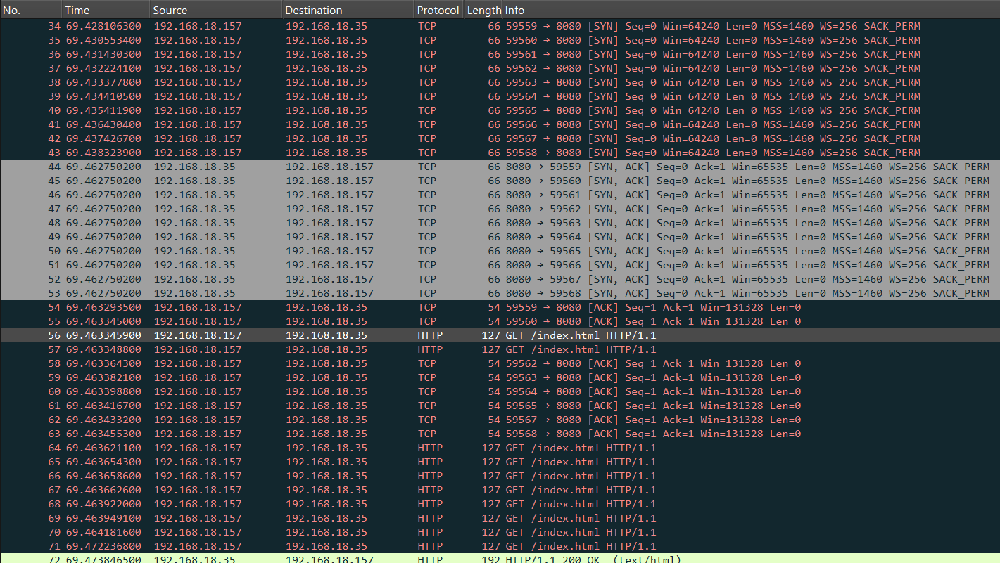 No. Time Source Destination Protocol Length Info
34 69.428106300 192.168.18.157 192.168.18.35 TCP 66 59559 → 8080 [SYN] Seq=0 Win=64240 Len=0 MSS=1460 WS=256 SACK_PERM
35 69.430553400 192.168.18.157 192.168.18.35 TCP 66 59560 → 8080 [SYN] Seq=0 Win=64240 Len=0 MSS=1460 WS=256 SACK_PERM
36 69.431430300 192.168.18.157 192.168.18.35 TCP 66 59561 → 8080 [SYN] Seq=0 Win=64240 Len=0 MSS=1460 WS=256 SACK_PERM
37 69.432224100 192.168.18.157 192.168.18.35 TCP 66 59562 → 8080 [SYN] Seq=0 Win=64240 Len=0 MSS=1460 WS=256 SACK_PERM
38 69.433377800 192.168.18.157 192.168.18.35 TCP 66 59563 → 8080 [SYN] Seq=0 Win=64240 Len=0 MSS=1460 WS=256 SACK_PERM
39 69.434410500 192.168.18.157 192.168.18.35 TCP 66 59564 → 8080 [SYN] Seq=0 Win=64240 Len=0 MSS=1460 WS=256 SACK_PERM
40 69.435411900 192.168.18.157 192.168.18.35 TCP 66 59565 → 8080 [SYN] Seq=0 Win=64240 Len=0 MSS=1460 WS=256 SACK_PERM
41 69.436430400 192.168.18.157 192.168.18.35 TCP 66 59566 → 8080 [SYN] Seq=0 Win=64240 Len=0 MSS=1460 WS=256 SACK_PERM
42 69.437426700 192.168.18.157 192.168.18.35 TCP 66 59567 → 8080 [SYN] Seq=0 Win=64240 Len=0 MSS=1460 WS=256 SACK_PERM
43 69.438323900 192.168.18.157 192.168.18.35 TCP 66 59568 → 8080 [SYN] Seq=0 Win=64240 Len=0 MSS=1460 WS=256 SACK_PERM
44 69.462750200 192.168.18.35 192.168.18.157 TCP 66 8080 → 59559 [SYN, ACK] Seq=0 Ack=1 Win=65535 Len=0 MSS=1460 WS=256 SACK_PERM
45 69.462750200 192.168.18.35 192.168.18.157 TCP 66 8080 → 59560 [SYN, ACK] Seq=0 Ack=1 Win=65535 Len=0 MSS=1460 WS=256 SACK_PERM
46 69.462750200 192.168.18.35 192.168.18.157 TCP 66 8080 → 59561 [SYN, ACK] Seq=0 Ack=1 Win=65535 Len=0 MSS=1460 WS=256 SACK_PERM
47 69.462750200 192.168.18.35 192.168.18.157 TCP 66 8080 → 59562 [SYN, ACK] Seq=0 Ack=1 Win=65535 Len=0 MSS=1460 WS=256 SACK_PERM
48 69.462750200 192.168.18.35 192.168.18.157 TCP 66 8080 → 59563 [SYN, ACK] Seq=0 Ack=1 Win=65535 Len=0 MSS=1460 WS=256 SACK_PERM
49 69.462750200 192.168.18.35 192.168.18.157 TCP 66 8080 → 59564 [SYN, ACK] Seq=0 Ack=1 Win=65535 Len=0 MSS=1460 WS=256 SACK_PERM
50 69.462750200 192.168.18.35 192.168.18.157 TCP 66 8080 → 59565 [SYN, ACK] Seq=0 Ack=1 Win=65535 Len=0 MSS=1460 WS=256 SACK_PERM
51 69.462750200 192.168.18.35 192.168.18.157 TCP 66 8080 → 59566 [SYN, ACK] Seq=0 Ack=1 Win=65535 Len=0 MSS=1460 WS=256 SACK_PERM
52 69.462750200 192.168.18.35 192.168.18.157 TCP 66 8080 → 59567 [SYN, ACK] Seq=0 Ack=1 Win=65535 Len=0 MSS=1460 WS=256 SACK_PERM
53 69.462750200 192.168.18.35 192.168.18.157 TCP 66 8080 → 59568 [SYN, ACK] Seq=0 Ack=1 Win=65535 Len=0 MSS=1460 WS=256 SACK_PERM
54 69.463293500 192.168.18.157 192.168.18.35 TCP 54 59559 → 8080 [ACK] Seq=1 Ack=1 Win=131328 Len=0
55 69.463345000 192.168.18.157 192.168.18.35 TCP 54 59560 → 8080 [ACK] Seq=1 Ack=1 Win=131328 Len=0
56 69.463345900 192.168.18.157 192.168.18.35 HTTP 127 GET /index.html HTTP/1.1
57 69.463348800 192.168.18.157 192.168.18.35 HTTP 127 GET /index.html HTTP/1.1
58 69.463364300 192.168.18.157 192.168.18.35 TCP 54 59562 → 8080 [ACK] Seq=1 Ack=1 Win=131328 Len=0
59 69.463382100 192.168.18.157 192.168.18.35 TCP 54 59563 → 8080 [ACK] Seq=1 Ack=1 Win=131328 Len=0
60 69.463398800 192.168.18.157 192.168.18.35 TCP 54 59564 → 8080 [ACK] Seq=1 Ack=1 Win=131328 Len=0
61 69.463416700 192.168.18.157 192.168.18.35 TCP 54 59565 → 8080 [ACK] Seq=1 Ack=1 Win=131328 Len=0
62 69.463433200 192.168.18.157 192.168.18.35 TCP 54 59567 → 8080 [ACK] Seq=1 Ack=1 Win=131328 Len=0
63 69.463455300 192.168.18.157 192.168.18.35 TCP 54 59568 → 8080 [ACK] Seq=1 Ack=1 Win=131328 Len=0
64 69.463621100 192.168.18.157 192.168.18.35 HTTP 127 GET /index.html HTTP/1.1
65 69.463654300 192.168.18.157 192.168.18.35 HTTP 127 GET /index.html HTTP/1.1
66 69.463658600 192.168.18.157 192.168.18.35 HTTP 127 GET /index.html HTTP/1.1
67 69.463662600 192.168.18.157 192.168.18.35 HTTP 127 GET /index.html HTTP/1.1
68 69.463922000 192.168.18.157 192.168.18.35 HTTP 127 GET /index.html HTTP/1.1
69 69.463949100 192.168.18.157 192.168.18.35 HTTP 127 GET /index.html HTTP/1.1
70 69.464181600 192.168.18.157 192.168.18.35 HTTP 127 GET /index.html HTTP/1.1
71 69.472236800 192.168.18.157 192.168.18.35 HTTP 127 GET /index.html HTTP/1.1
72 69.473846500 192.168.18.35 192.168.18.157 HTTP 192 HTTP/1.1 200 OK (text/html)